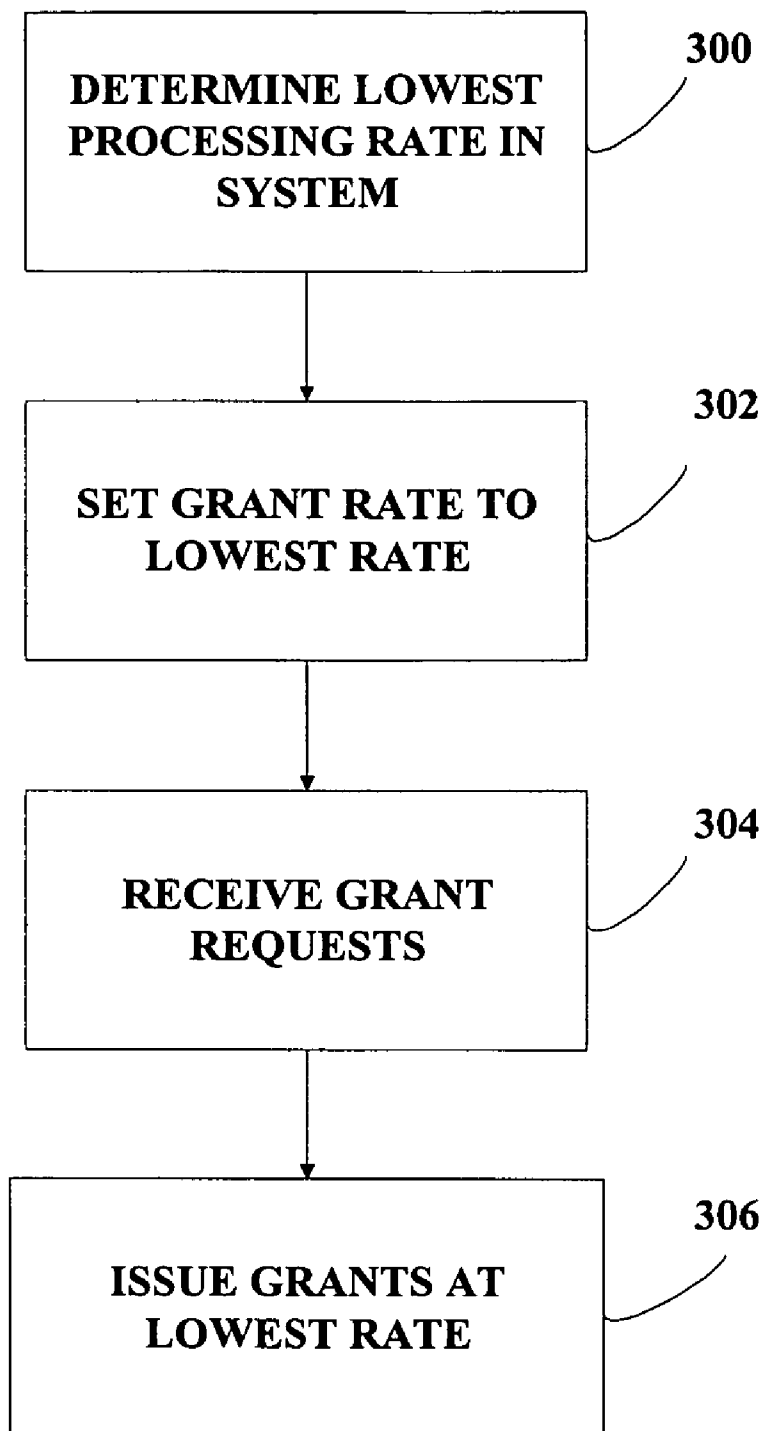 300
DETERMINE LOWEST
PROCESSING RATE IN
SYSTEM
302
SET GRANT RATE TO
LOWEST RATE
304
RECEIVE GRANT
REQUESTS
306
ISSUE GRANTS AT
LOWEST RATE